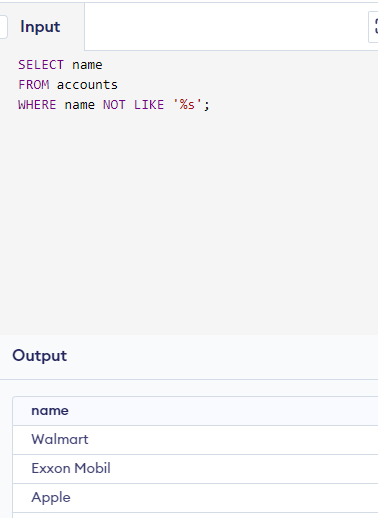 Input
SELECT name
FROM accounts
WHERE name NOT LIKE '%s';
Output
name
Walmart
Exxon Mobil
Apple